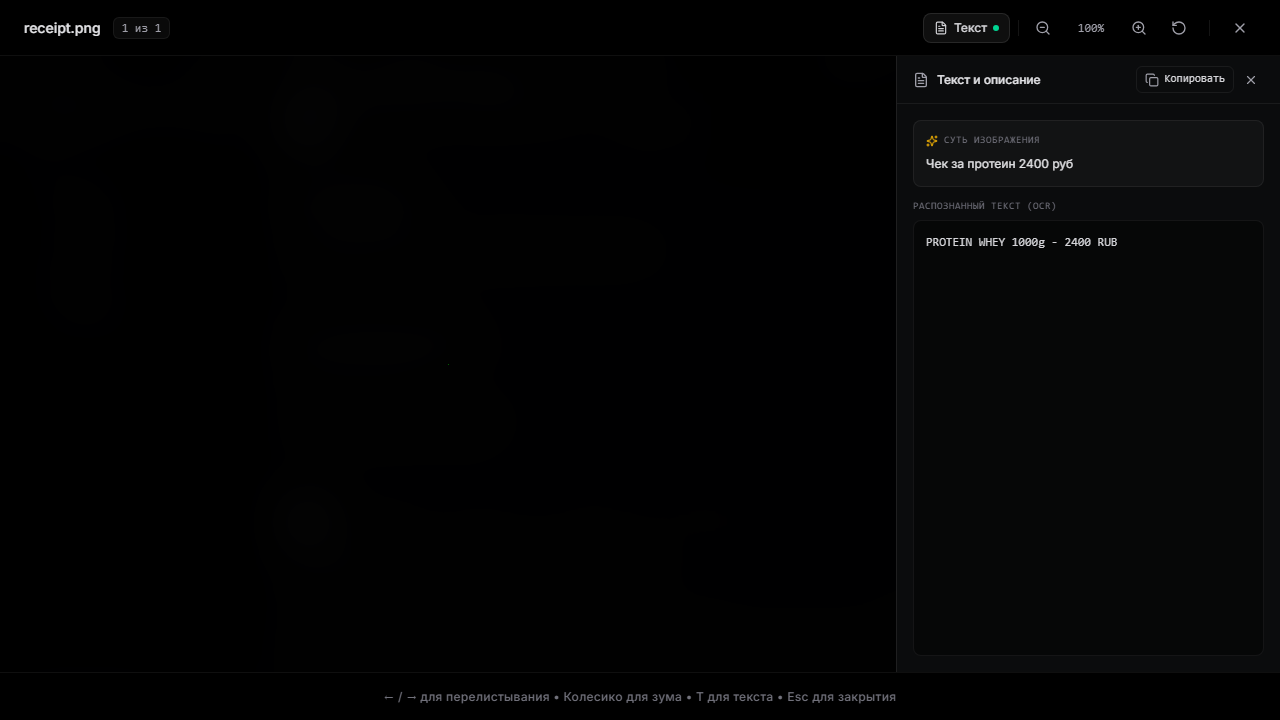 receipt.png
1 из 1
Текст
100%
Текст и описание
Копировать
СУТЬ ИЗОБРАЖЕНИЯ
Чек за протеин 2400 руб
РАСПОЗНАННЫЙ ТЕКСТ (OCR)
PROTEIN WHEY 1000g - 2400 RUB
← / → для перелистывания • Колесико для зума • T для текста • Esc для закрытия